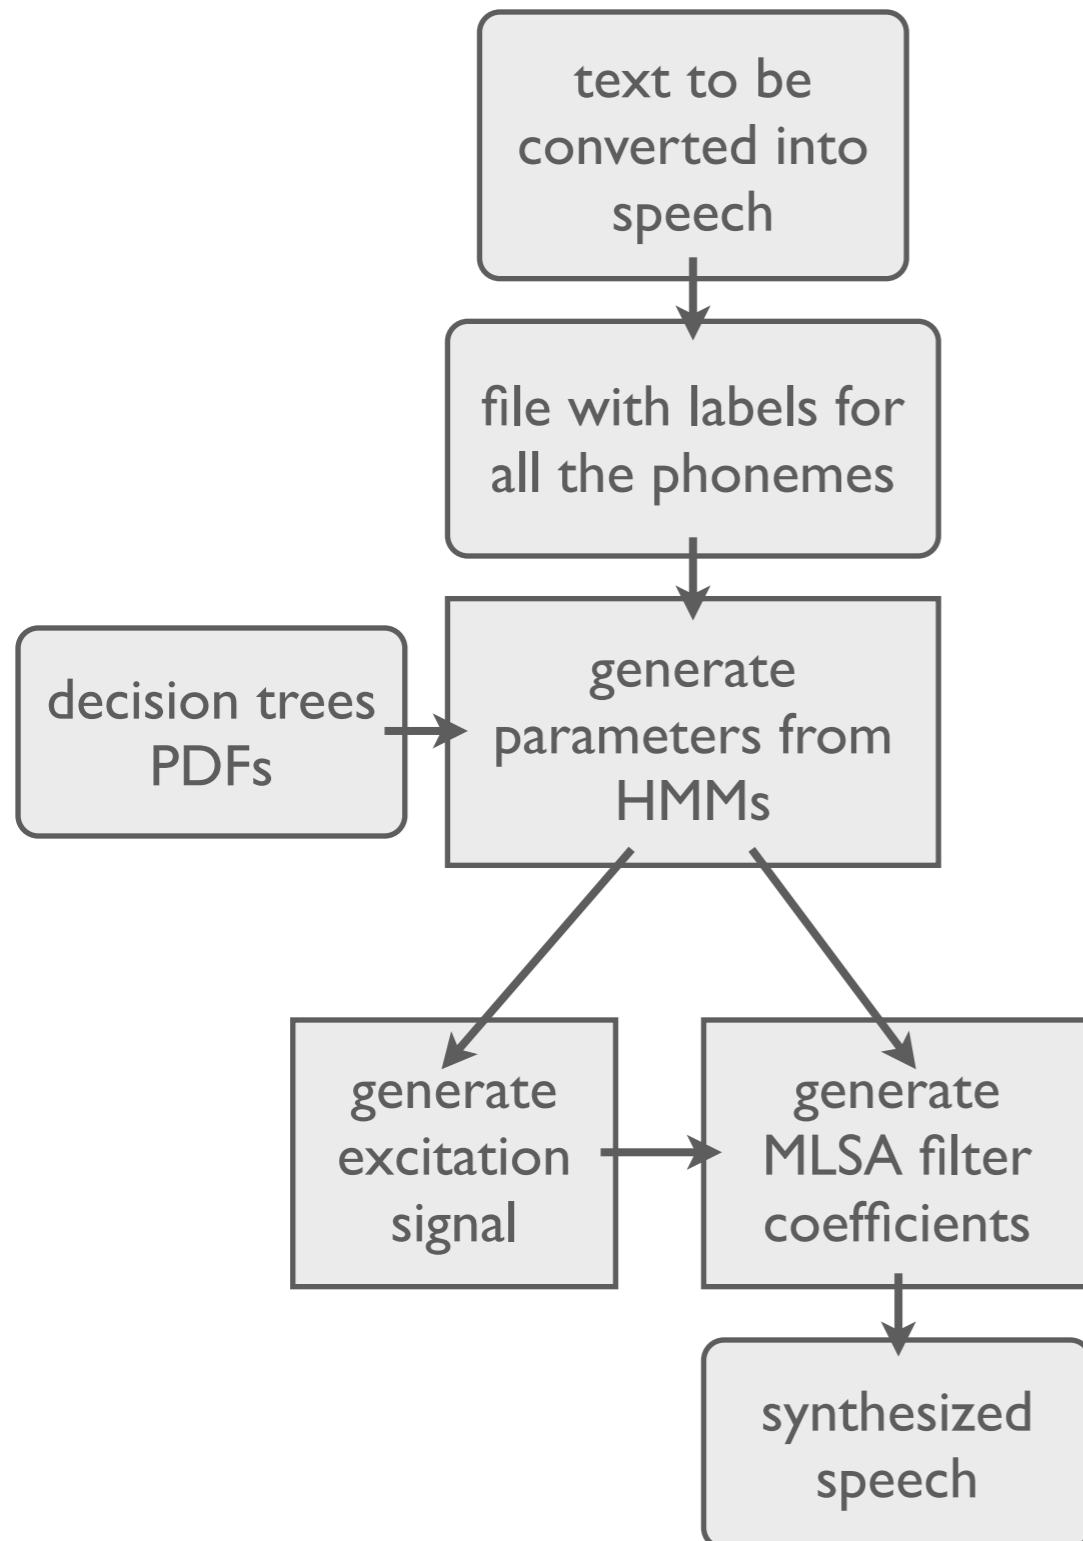 text to be
converted into
speech
file with labels for
all the phonemes
decision trees
PDFs
generate
parameters from
HMMs
generate
excitation
signal
generate
MLSA filter
coefficients
synthesized
speech